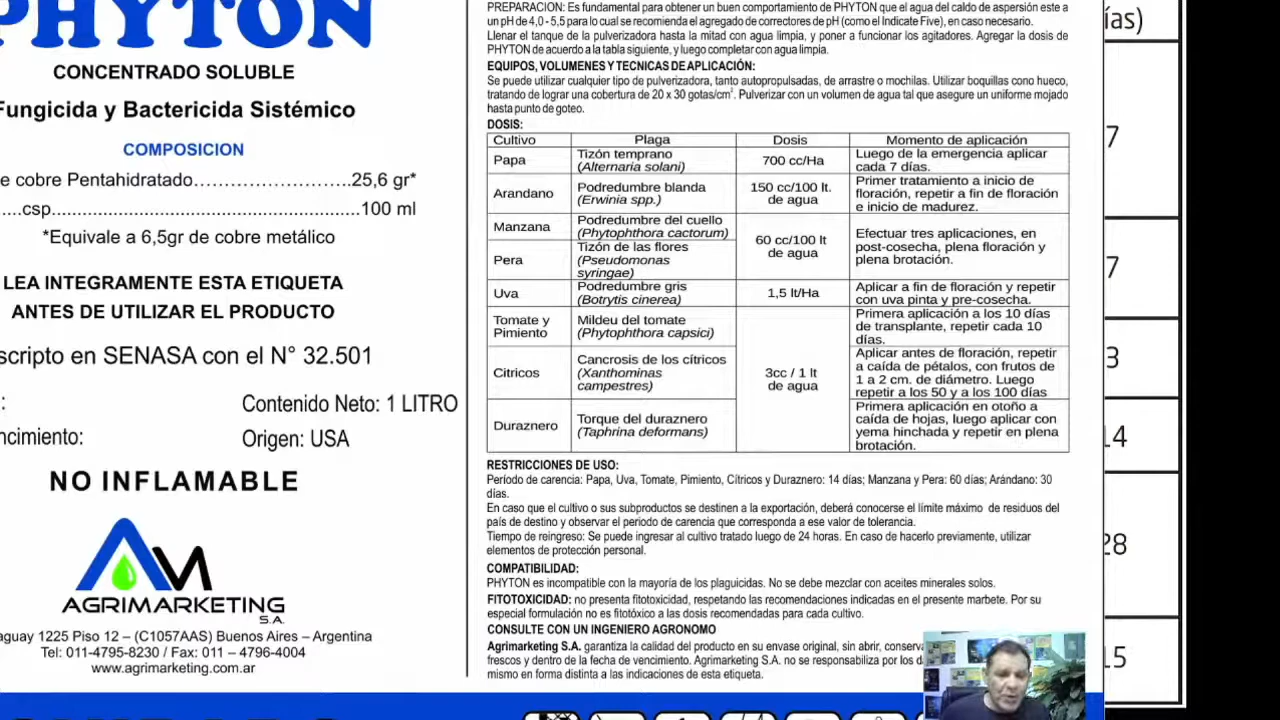 PHYTON
CONCENTRADO SOLUBLE
Fungicida y Bactericida Sistémico
COMPOSICION
e cobre Pentahidratado……………………..25,6 gr*
....csp......................................................100 ml
*Equivale a 6,5gr de cobre metálico
LEA INTEGRAMENTE ESTA ETIQUETA
ANTES DE UTILIZAR EL PRODUCTO
scripto en SENASA con el N° 32.501
:
Contenido Neto: 1 LITRO
ncimiento:
Origen: USA
NO INFLAMABLE
AM
AGRIMARKETING
S.A.
aguay 1225 Piso 12 – (C1057AAS) Buenos Aires – Argentina
Tel: 011-4795-8230 / Fax: 011 – 4796-4004
www.agrimarketing.com.ar
PREPARACION: Es fundamental para obtener un buen comportamiento de PHYTON que el agua del caldo de aspersión este a
un pH de 4,0 - 5,5 para lo cual se recomienda el agregado de correctores de pH (como el Indicate Five), en caso necesario.
Llenar el tanque de la pulverizadora hasta la mitad con agua limpia, y poner a funcionar los agitadores. Agregar la dosis de
PHYTON de acuerdo a la tabla siguiente, y luego completar con agua limpia.
EQUIPOS, VOLUMENES Y TECNICAS DE APLICACIÓN:
Se puede utilizar cualquier tipo de pulverizadora, tanto autopropulsadas, de arrastre o mochilas. Utilizar boquillas cono hueco,
tratando de lograr una cobertura de 20 x 30 gotas/cm². Pulverizar con un volumen de agua tal que asegure un uniforme mojado
hasta punto de goteo.
DOSIS:
Cultivo Plaga Dosis Momento de aplicación
Papa
Tizón temprano
(Alternaria solani)
700 cc/Ha
Luego de la emergencia aplicar
cada 7 días.
Arandano
Podredumbre blanda
(Erwinia spp.)
150 cc/100 lt.
de agua
Primer tratamiento a inicio de
floración, repetir a fin de floración
e inicio de madurez.
Manzana
Podredumbre del cuello
(Phytophthora cactorum)
60 cc/100 lt
de agua
Efectuar tres aplicaciones, en
post-cosecha, plena floración y
plena brotación.
Pera
Tizón de las flores
(Pseudomonas
syringae)
Uva
Podredumbre gris
(Botrytis cinerea)
1,5 lt/Ha
Aplicar a fin de floración y repetir
con uva pinta y pre-cosecha.
Tomate y
Pimiento
Mildeu del tomate
(Phytophthora capsici)
Primera aplicación a los 10 días
de transplante, repetir cada 10
días.
Citricos
Cancrosis de los cítricos
(Xanthominas
campestres)
3cc / 1 lt
de agua
Aplicar antes de floración, repetir
a caída de pétalos, con frutos de
1 a 2 cm. de diámetro. Luego
repetir a los 50 y a los 100 días
Duraznero
Torque del duraznero
(Taphrina deformans)
Primera aplicación en otoño a
caída de hojas, luego aplicar con
yema hinchada y repetir en plena
brotación.
RESTRICCIONES DE USO:
Período de carencia: Papa, Uva, Tomate, Pimiento, Cítricos y Duraznero: 14 días; Manzana y Pera: 60 días; Arándano: 30
días.
En caso que el cultivo o sus subproductos se destinen a la exportación, deberá conocerse el límite máximo de residuos del
país de destino y observar el periodo de carencia que corresponda a ese valor de tolerancia.
Tiempo de reingreso: Se puede ingresar al cultivo tratado luego de 24 horas. En caso de hacerlo previamente, utilizar
elementos de protección personal.
COMPATIBILIDAD:
PHYTON es incompatible con la mayoría de los plaguicidas. No se debe mezclar con aceites minerales solos.
FITOTOXICIDAD: no presenta fitotoxicidad, respetando las recomendaciones indicadas en el presente marbete. Por su
especial formulación no es fitotóxico a las dosis recomendadas para cada cultivo.
CONSULTE CON UN INGENIERO AGRONOMO
Agrimarketing S.A. garantiza la calidad del producto en su envase original, sin abrir, conserva
frescos y dentro de la fecha de vencimiento. Agrimarketing S.A. no se responsabiliza por los d
mismo en forma distinta a las indicaciones de esta etiqueta.
ías)
7
7
3
14
28
15